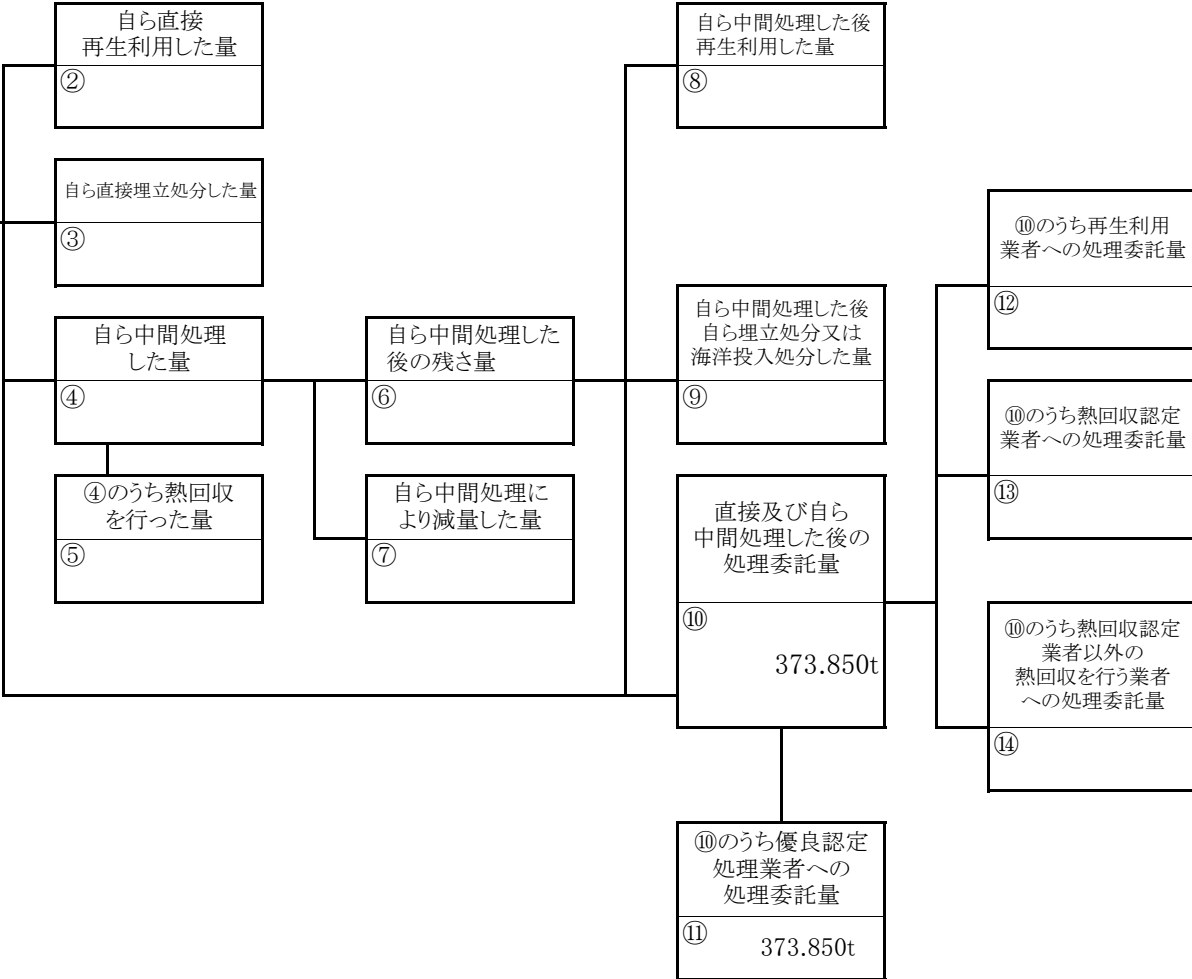 自ら直接
再生利用した量
②
自ら直接埋立処分した量
③
自ら中間処理
した量
④
④のうち熱回収
を行った量
⑤
自ら中間処理した
後の残さ量
⑥
自ら中間処理に
より減量した量
⑦
自ら中間処理した後
再生利用した量
⑧
自ら中間処理した後
自ら埋立処分又は
海洋投入処分した量
⑨
直接及び自ら
中間処理した後の
処理委託量
⑩
373.850t
⑩のうち優良認定
処理業者への
処理委託量
⑪ 373.850t
⑩のうち再生利用
業者への処理委託量
⑫
⑩のうち熱回収認定
業者への処理委託量
⑬
⑩のうち熱回収認定
業者以外の
熱回収を行う業者
への処理委託量
⑭